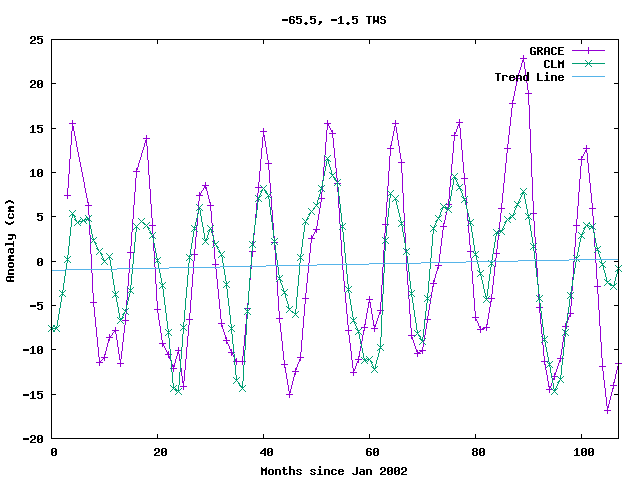 -65.5, -1.5 TWS
GRACE
CLM
Trend Line
Anomaly (cm)
25
20
15
10
5
0
-5
-10
-15
-20
0 20 40 60 80 100
Months since Jan 2002